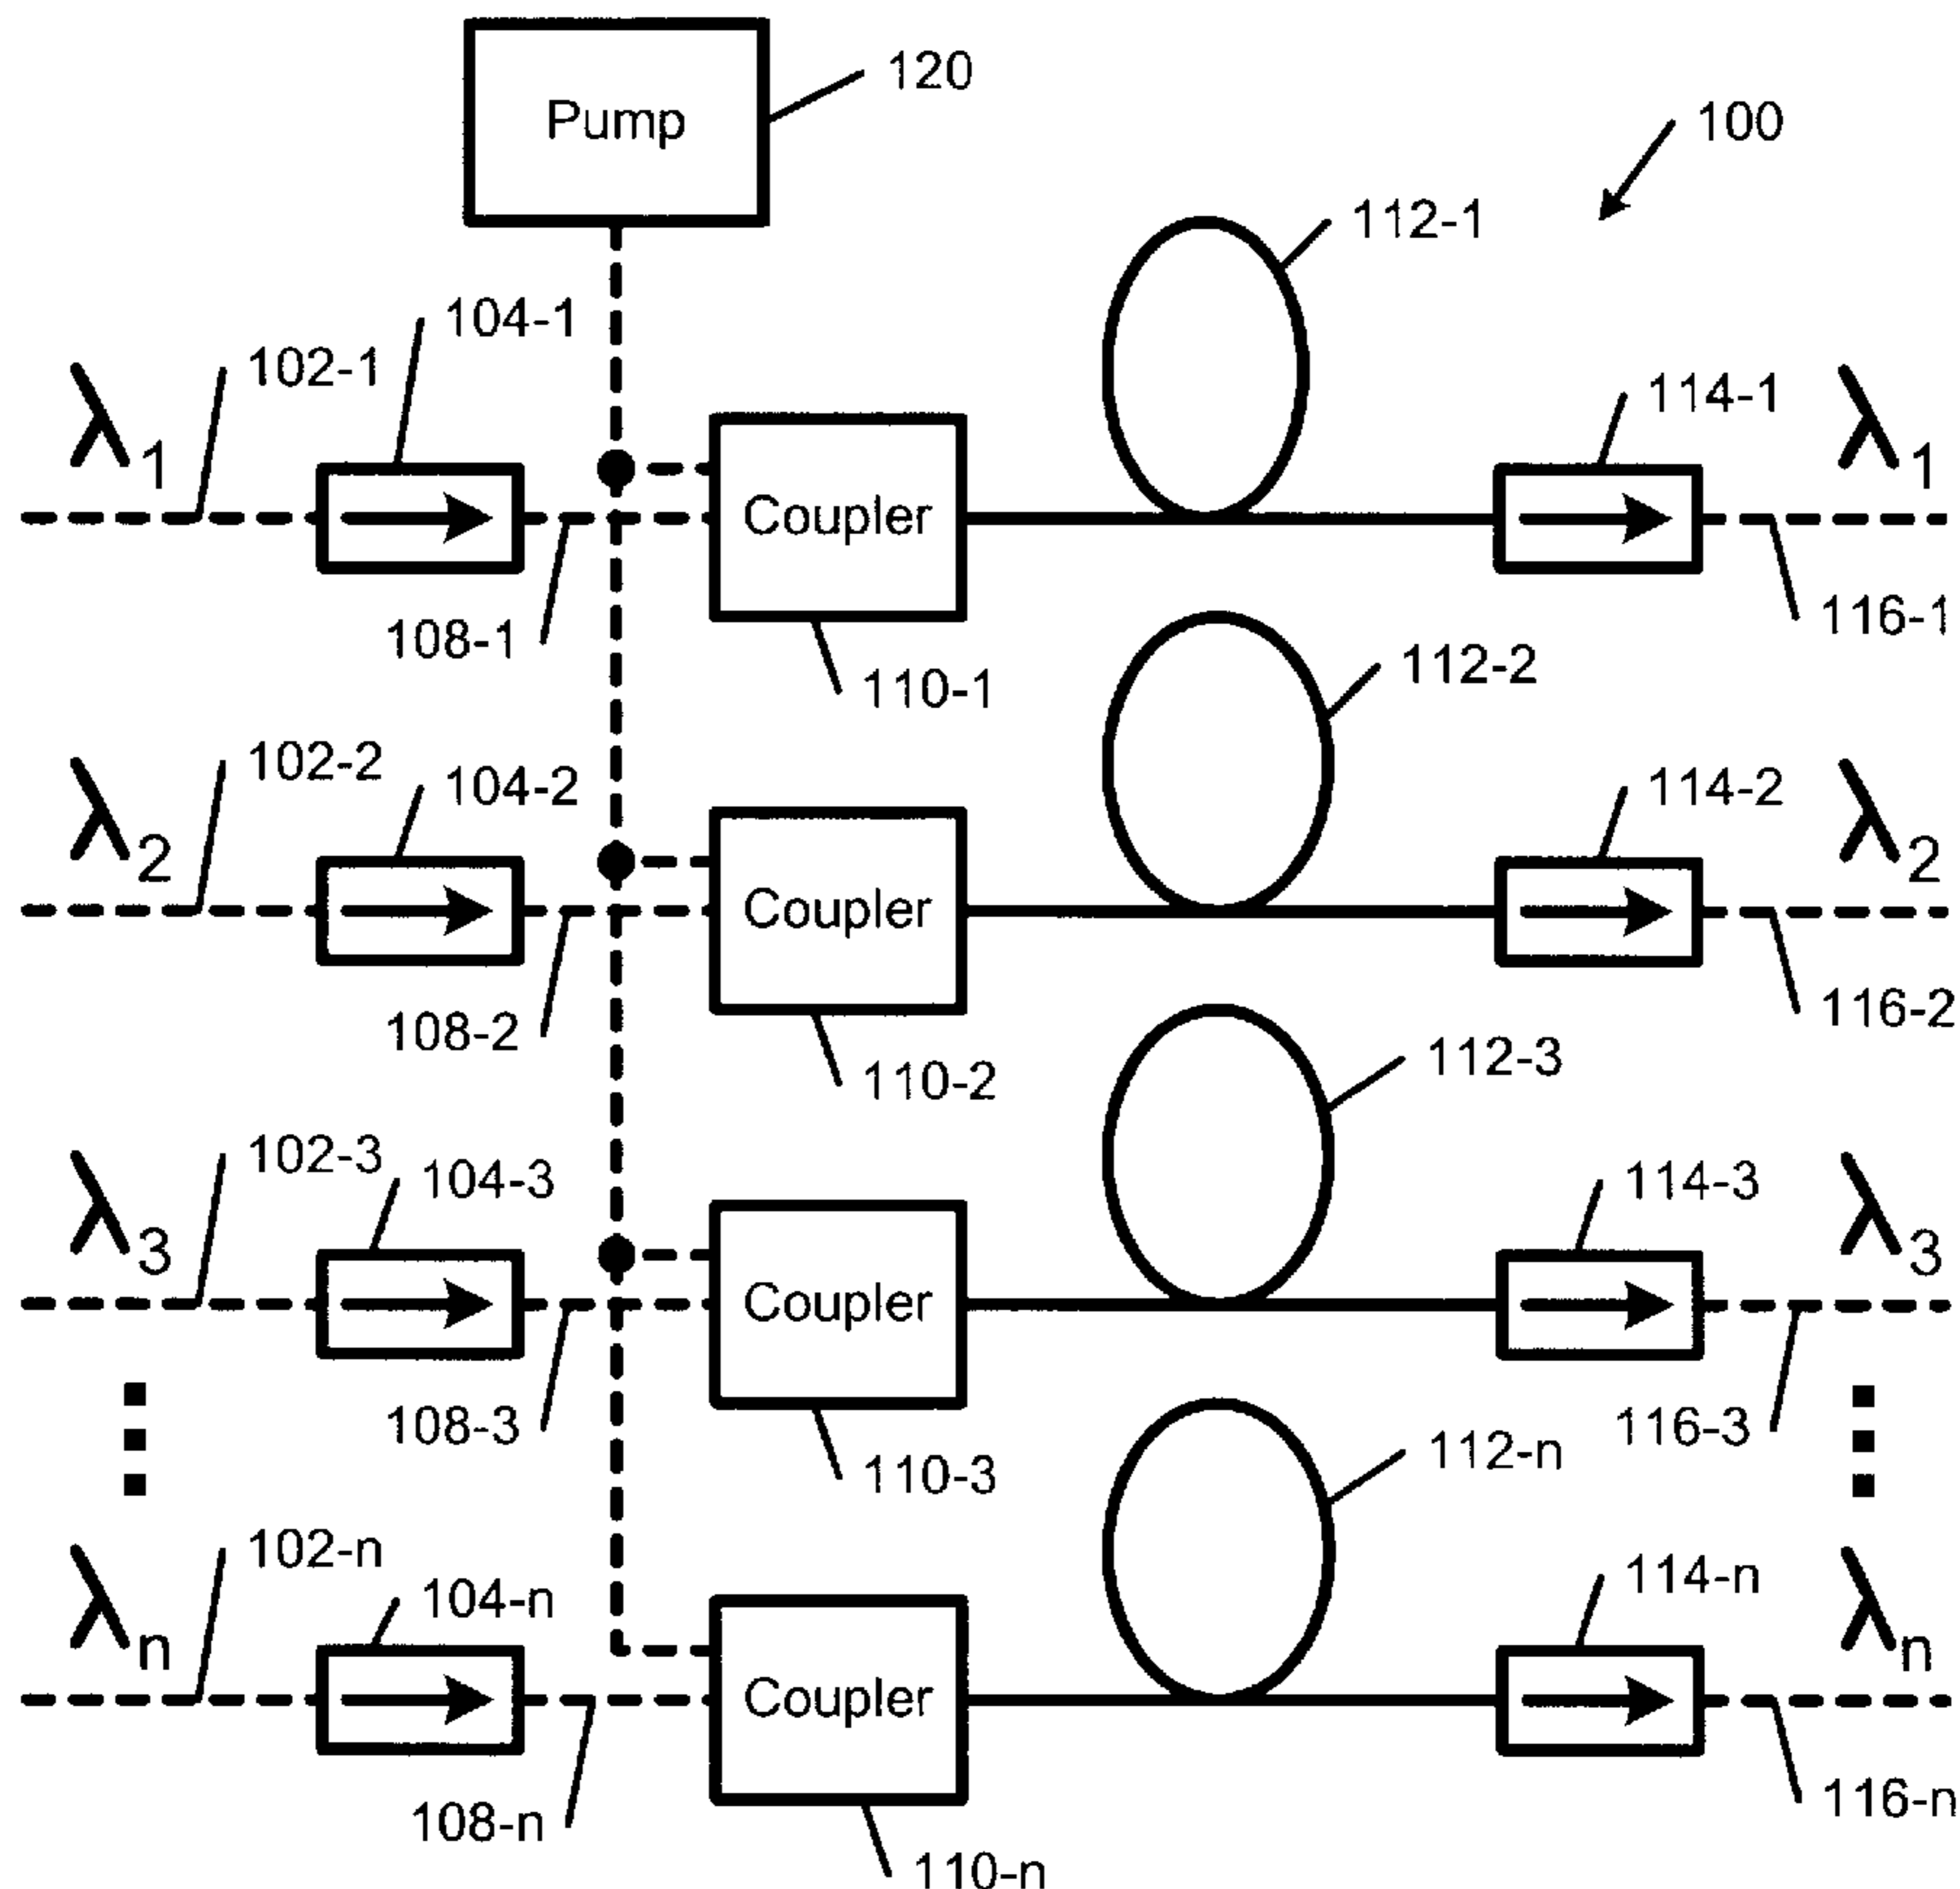 120
Pump
100
112-1
104-1
102-1
114-1
λ1
λ1
Coupler
108-1
116-1
110-1
112-2
102-2
104-2
114-2
λ2
λ2
Coupler
108-2
116-2
110-2
112-3
102-3
104-3
114-3
λ3
λ3
Coupler
108-3
116-3
110-3
112-n
102-n
104-n
114-n
λn
λn
Coupler
108-n
116-n
110-n